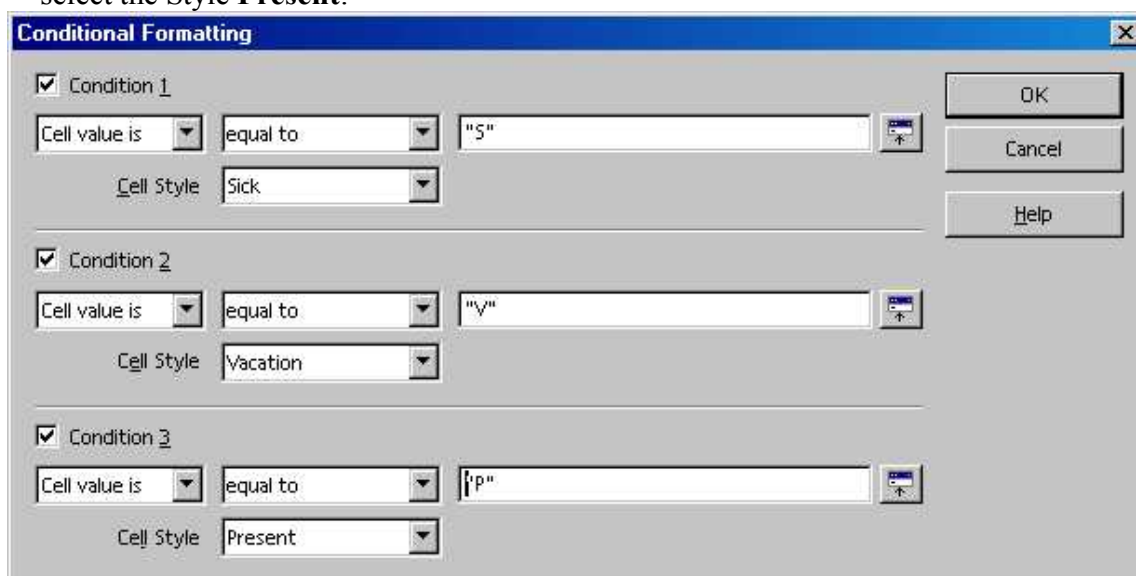 select the Style Present.
Conditional Formatting
Condition 1
OK
Cell value is equal to "S"
Cancel
Cell Style Sick
Help
Condition 2
Cell value is equal to "V"
Cell Style Vacation
Condition 3
Cell value is equal to "P"
Cell Style Present